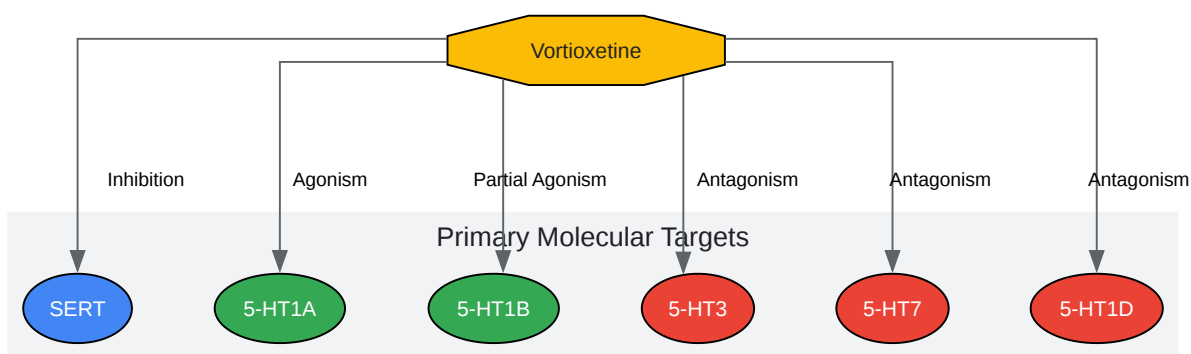 Vortioxetine
Inhibition
Agonism
Partial Agonism
Antagonism
Antagonism
Antagonism
Primary Molecular Targets
SERT
5-HT1A
5-HT1B
5-HT3
5-HT7
5-HT1D